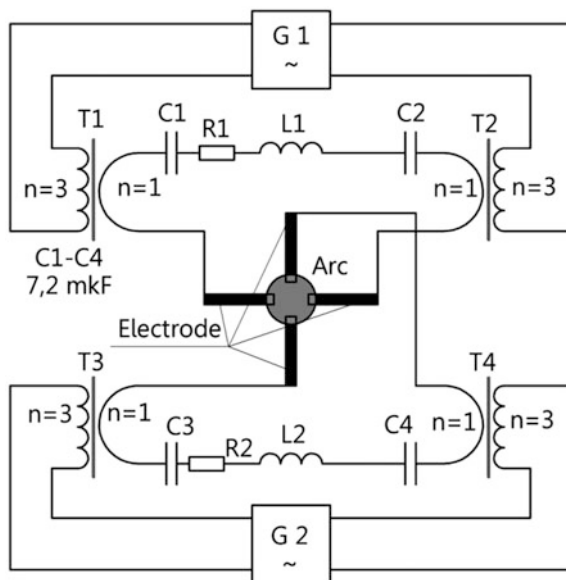 G 1
~
C1
C2
T1
R1
L1
T2
n=3
n=1
n=1
n=3
C1-C4
7,2 mkF
Arc
Electrode
T3
T4
n=3
n=1
n=1
n=3
C3
R2
L2
C4
G 2
~